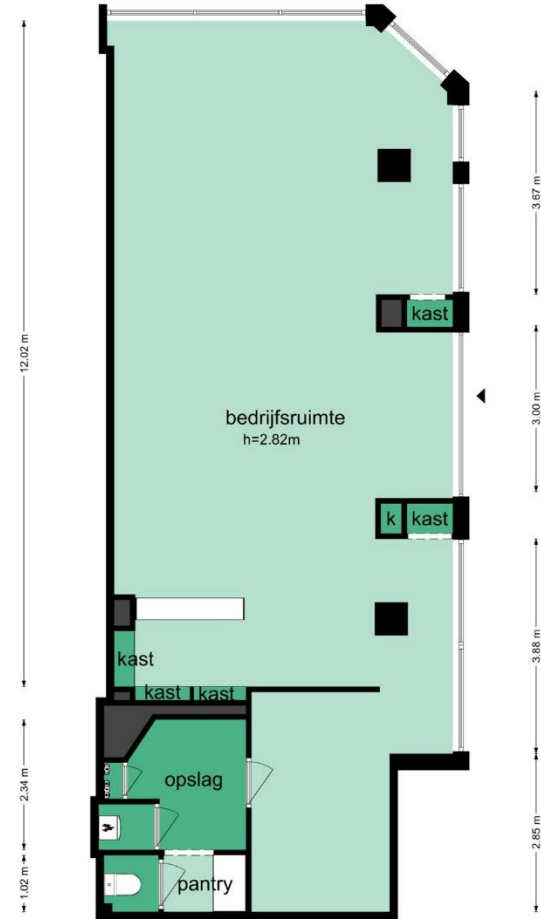 12.02 m
2.34 m
1.02 m
bedrijfsruimte
h=2.82m
kast
k
kast
kast
kast
kast
opslag
pantry
3.67 m
3.00 m
3.88 m
2.85 m